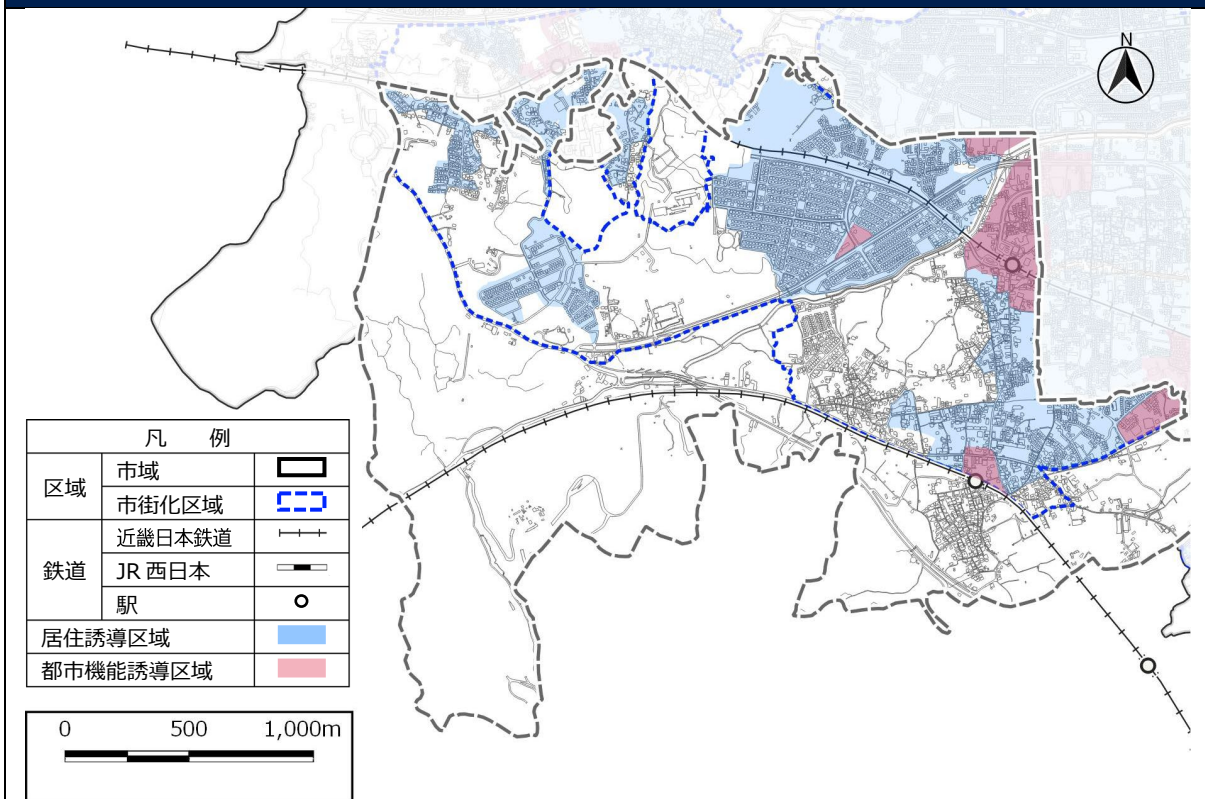 N
凡 例
区域
市域
市街化区域
鉄道
近畿日本鉄道
JR 西日本
駅
居住誘導区域
都市機能誘導区域
0 500 1,000m